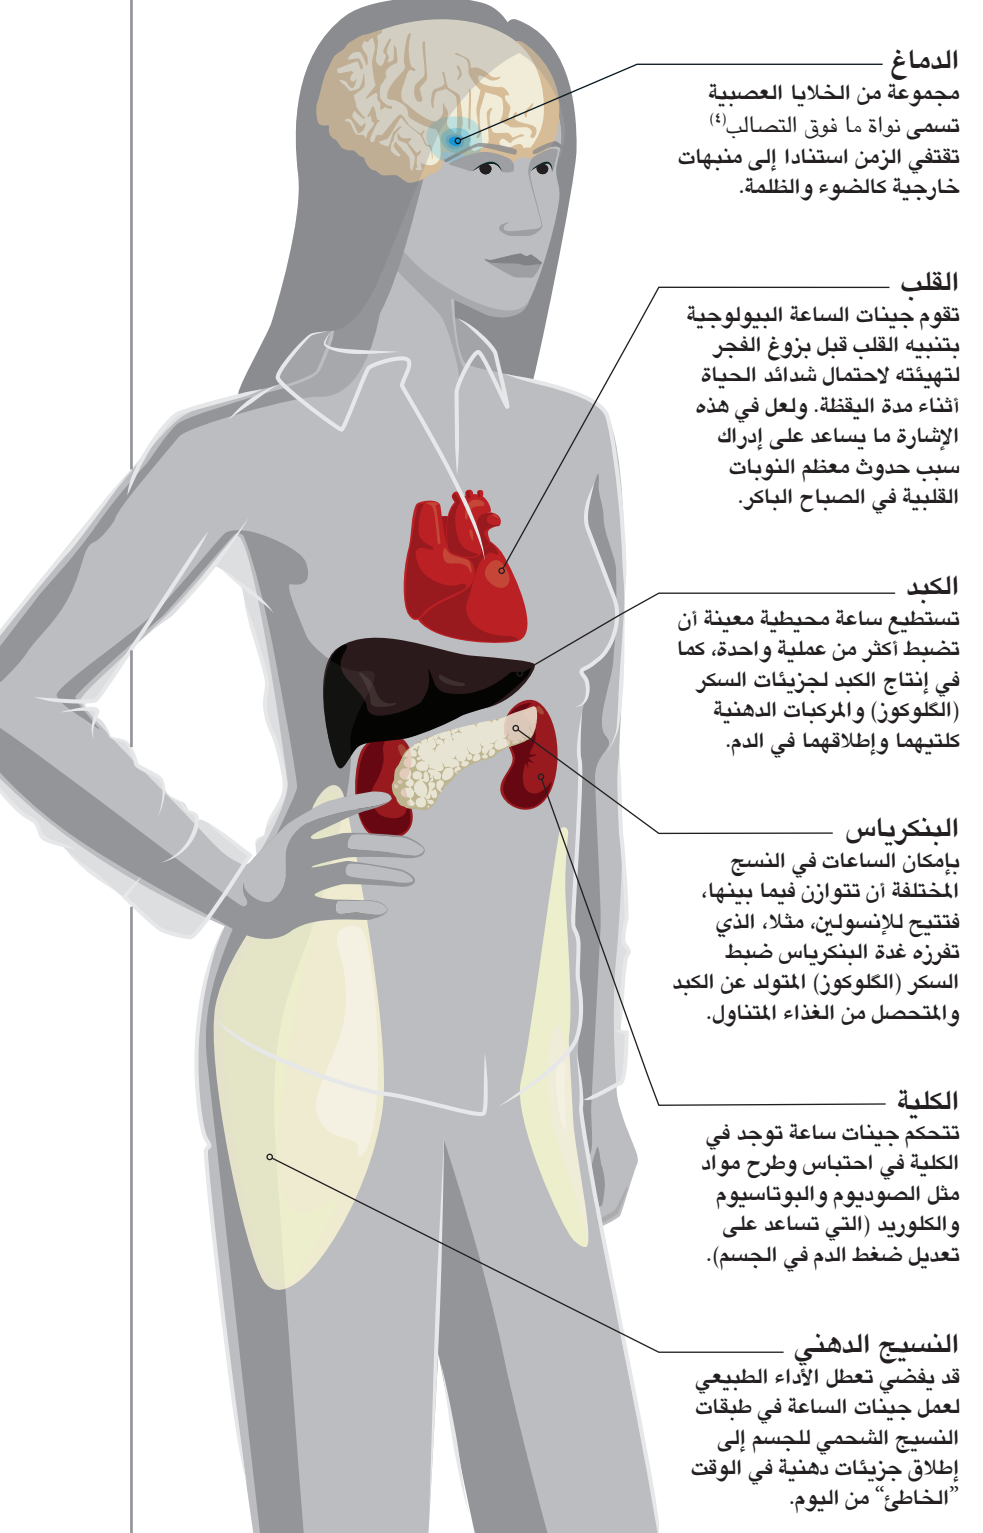 الدماغ
مجموعة من الخلايا العصبية
تسمى نواة ما فوق التصالب(٤)
تقتفي الزمن استنادا إلى منبهات
خارجية كالضوء والظلمة.
القلب
تقوم جينات الساعة البيولوجية
بتنبيه القلب قبل بزوغ الفجر
لتهيئته لاحتمال شدائد الحياة
أثناء مدة اليقظة. ولعل في هذه
الإشارة ما يساعد على إدراك
سبب حدوث معظم النوبات
القلبية في الصباح الباكر.
الكبد
تستطيع ساعة محيطية معينة أن
تضبط أكثر من عملية واحدة، كما
في إنتاج الكبد لجزيئات السكر
(الگلوكوز) والمركبات الدهنية
كلتيهما وإطلاقهما في الدم.
البنكرياس
بإمكان الساعات في النسج
المختلفة أن تتوازن فيما بينها،
فتتيح للإنسولين، مثلا، الذي
تفرزه غدة البنكرياس ضبط
السكر (الگلوكوز) المتولد عن الكبد
والمتحصل من الغذاء المتناول.
الكلية
تتحكم جينات ساعة توجد في
الكلية في احتباس وطرح مواد
مثل الصوديوم والبوتاسيوم
والكلوريد (التي تساعد على
تعديل ضغط الدم في الجسم).
النسيج الدهني
قد يفضي تعطل الأداء الطبيعي
لعمل جينات الساعة في طبقات
النسيج الشحمي للجسم إلى
إطلاق جزيئات دهنية في الوقت
”الخاطئ“ من اليوم.